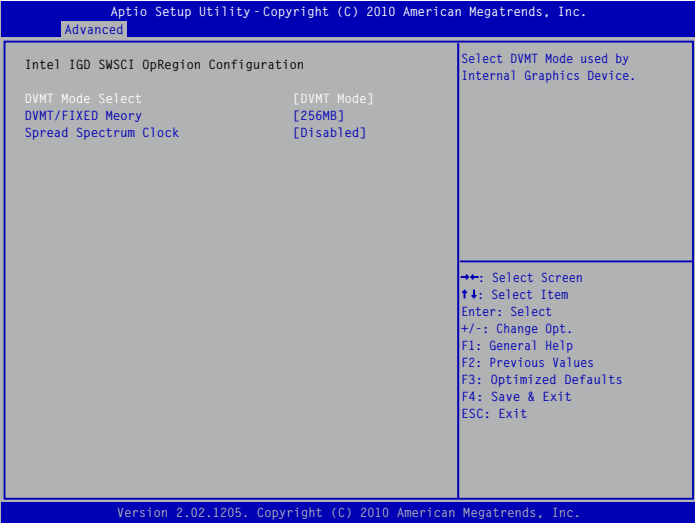 Aptio Setup Utility - Copyright (C) 2010 American Megatrends, Inc.
Advanced
Intel IGD SWSCI OpRegion Configuration
DVMT Mode Select [DVMT Mode]
DVMT/FIXED Meory [256MB]
Spread Spectrum Clock [Disabled]
Select DVMT Mode used by
Internal Graphics Device.
→←: Select Screen
↑↓: Select Item
Enter: Select
+/-: Change Opt.
F1: General Help
F2: Previous Values
F3: Optimized Defaults
F4: Save & Exit
ESC: Exit
Version 2.02.1205. Copyright (C) 2010 American Megatrends, Inc.